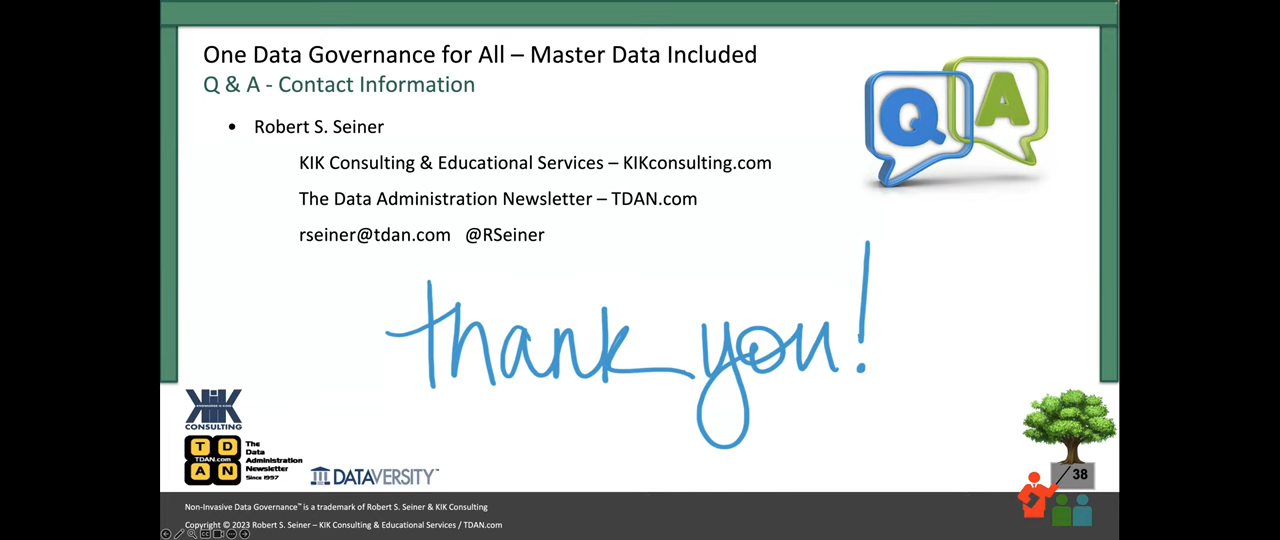 One Data Governance for All – Master Data Included
Q & A - Contact Information
Q A
• Robert S. Seiner
KIK Consulting & Educational Services – KIKconsulting.com
The Data Administration Newsletter – TDAN.com
rseiner@tdan.com @RSeiner
thank you!
KIK
CONSULTING
T D
TDAN.com
A N
The
Data
Administration
Newsletter
Since 1997
DATAVERSITY™
38
Non-Invasive Data Governance™ is a trademark of Robert S. Seiner & KIK Consulting
Copyright © 2023 Robert S. Seiner – KIK Consulting & Educational Services / TDAN.com